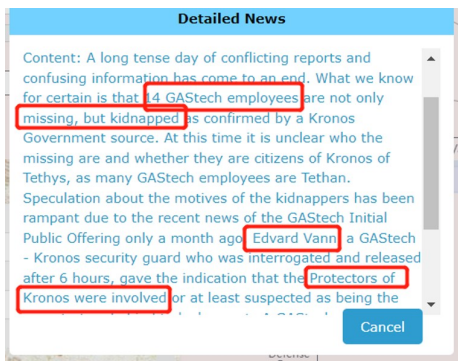 Detailed News
Content: A long tense day of conflicting reports and
confusing information has come to an end. What we know
for certain is that 14 GAStech employees are not only
missing, but kidnapped as confirmed by a Kronos
Government source. At this time it is unclear who the
missing are and whether they are citizens of Kronos of
Tethys, as many GAStech employees are Tethan.
Speculation about the motives of the kidnappers has been
rampant due to the recent news of the GAStech Initial
Public Offering only a month ago Edvard Vann a GAStech
- Kronos security guard who was interrogated and released
after 6 hours, gave the indication that the Protectors of
Kronos were involved or at least suspected as being the
Cancel
Defense